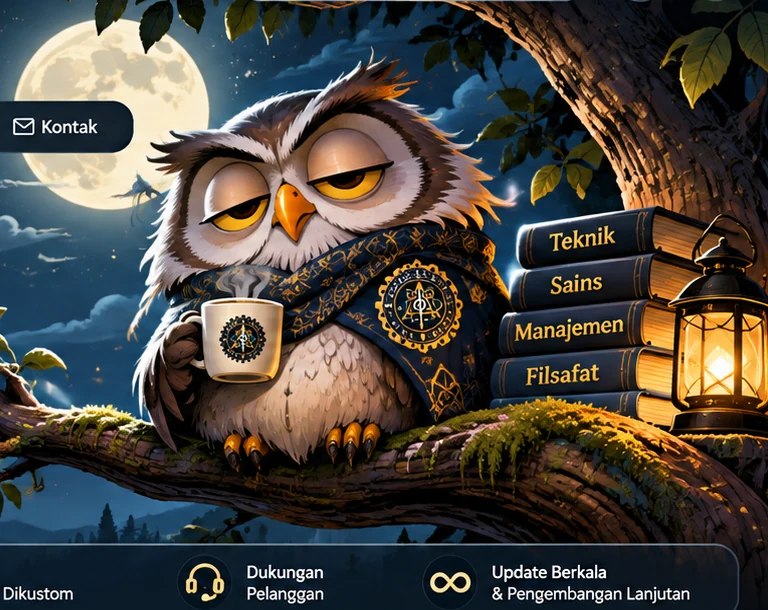 Kontak
Teknik
Sains
Manajemen
Filsafat
Dikustom
Dukungan
Pelanggan
Update Berkala
& Pengembangan Lanjutan